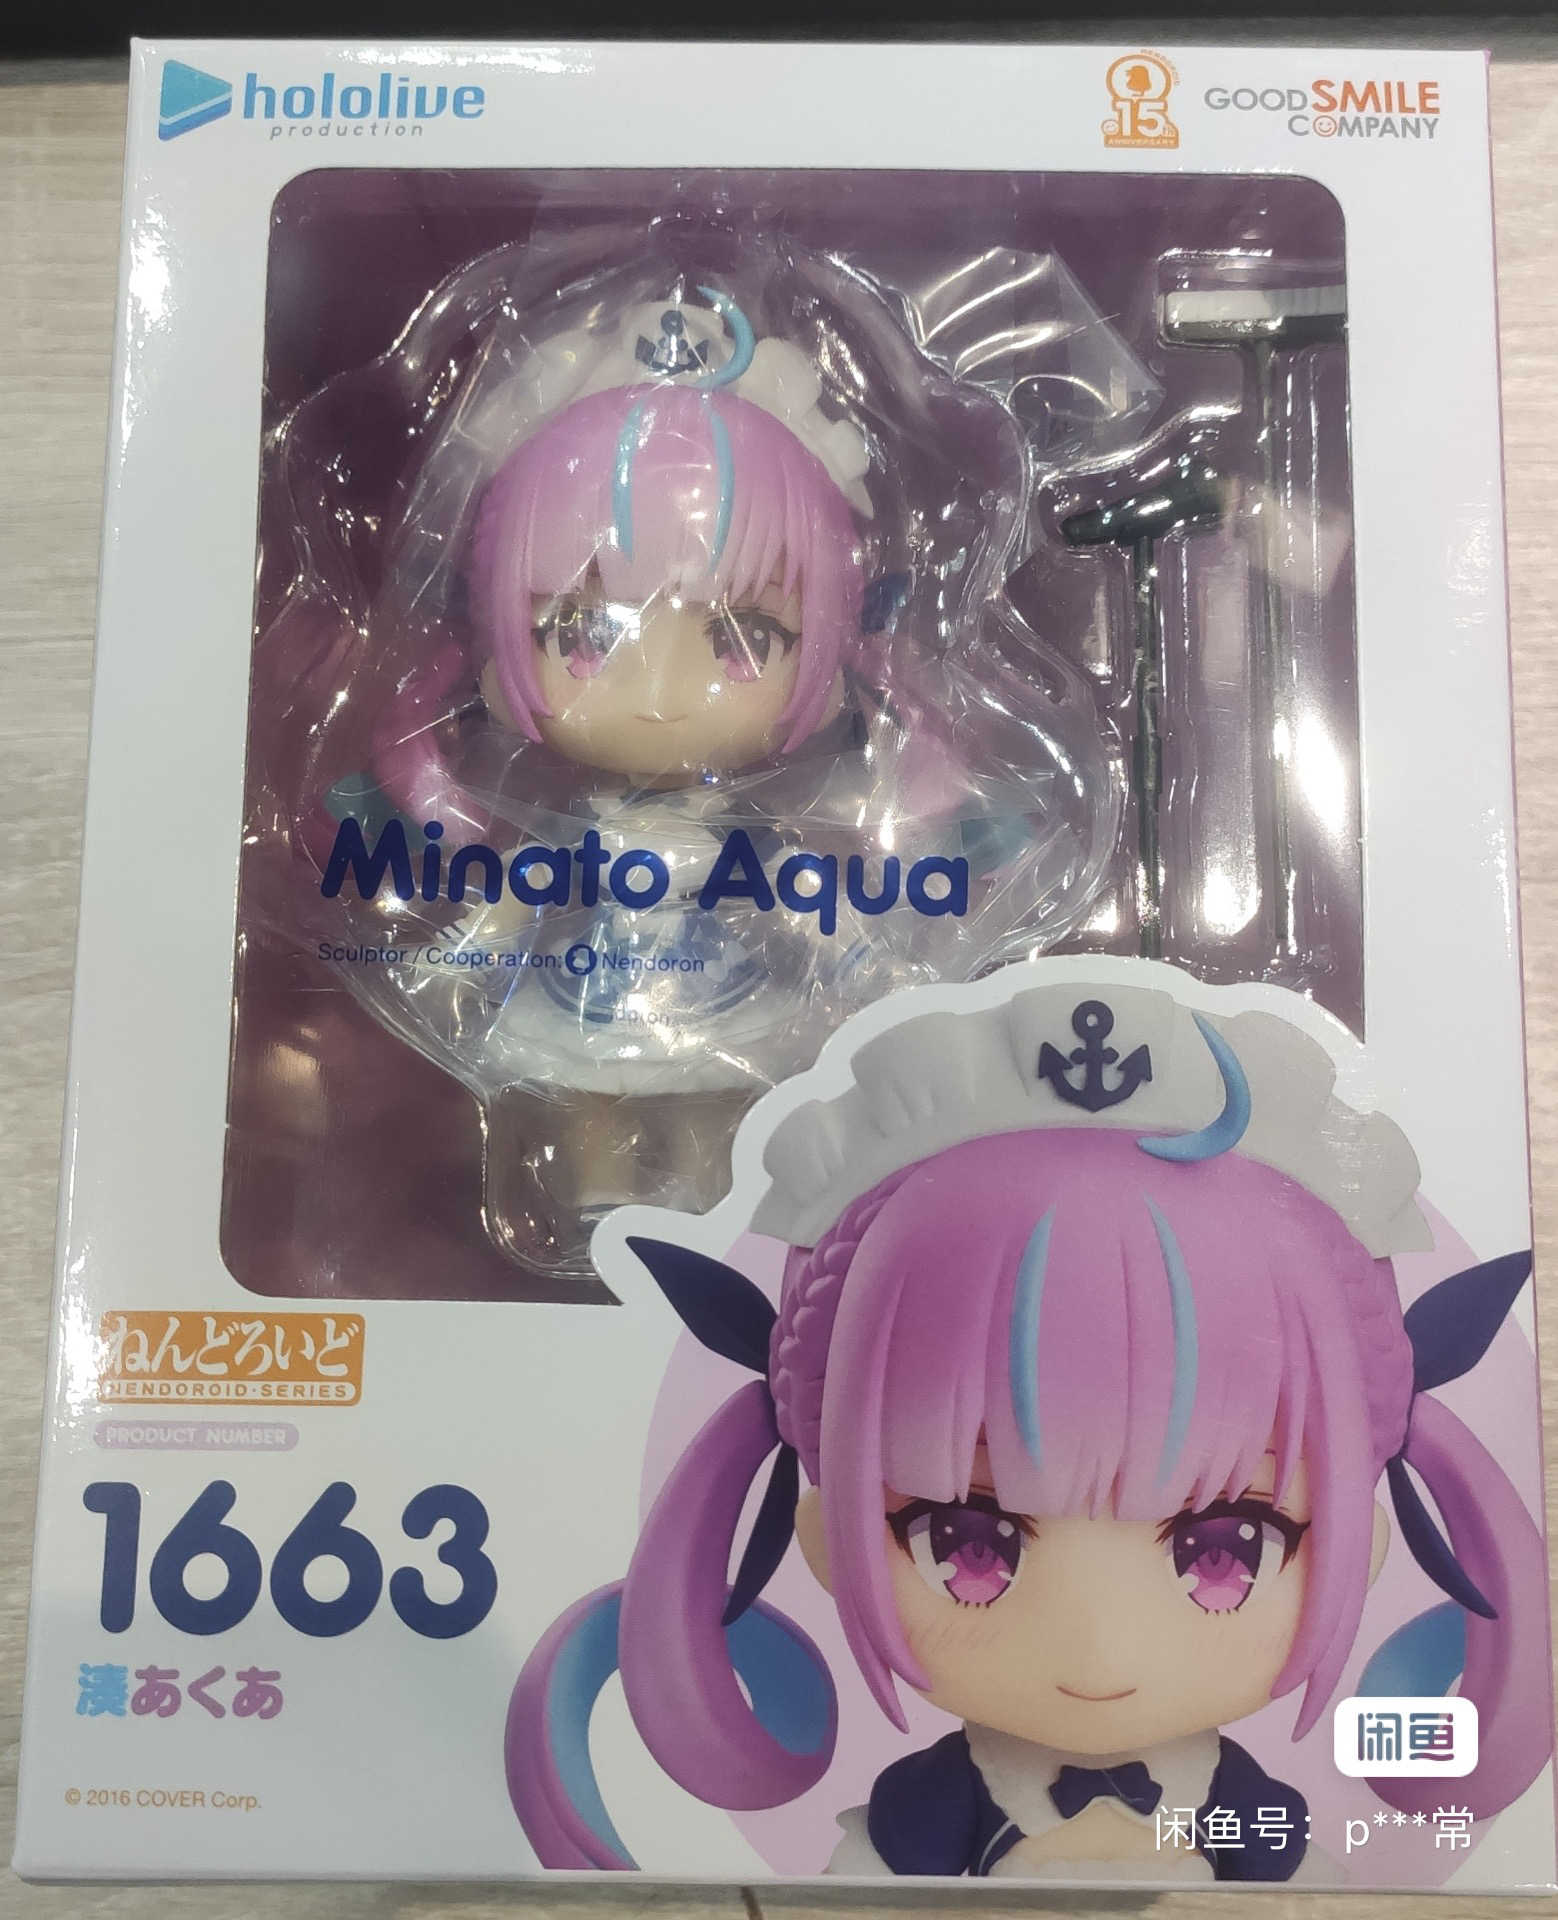 hololive
production
15th
ANNIVERSARY
GOOD SMILE
COMPANY
Minato Aqua
Sculptor / Cooperation: Nendoron
ねんどろいど
NENDOROID·SERIES
PRODUCT NUMBER
1663
湊あくあ
© 2016 COVER Corp.
闲鱼
闲鱼号：p***常